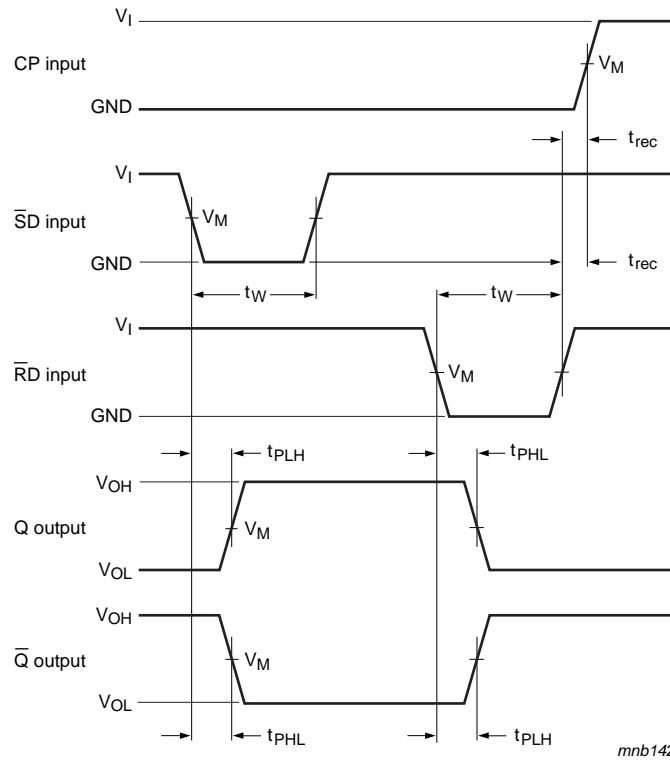 V_I
CP input
V_M
GND
t_rec
V_I
S̅D input
V_M
GND
t_rec
t_W
t_W
V_I
R̅D input
V_M
GND
t_PLH
t_PHL
V_OH
Q output
V_M
V_OL
V_OH
Q̅ output
V_M
V_OL
t_PHL
t_PLH
mnb142